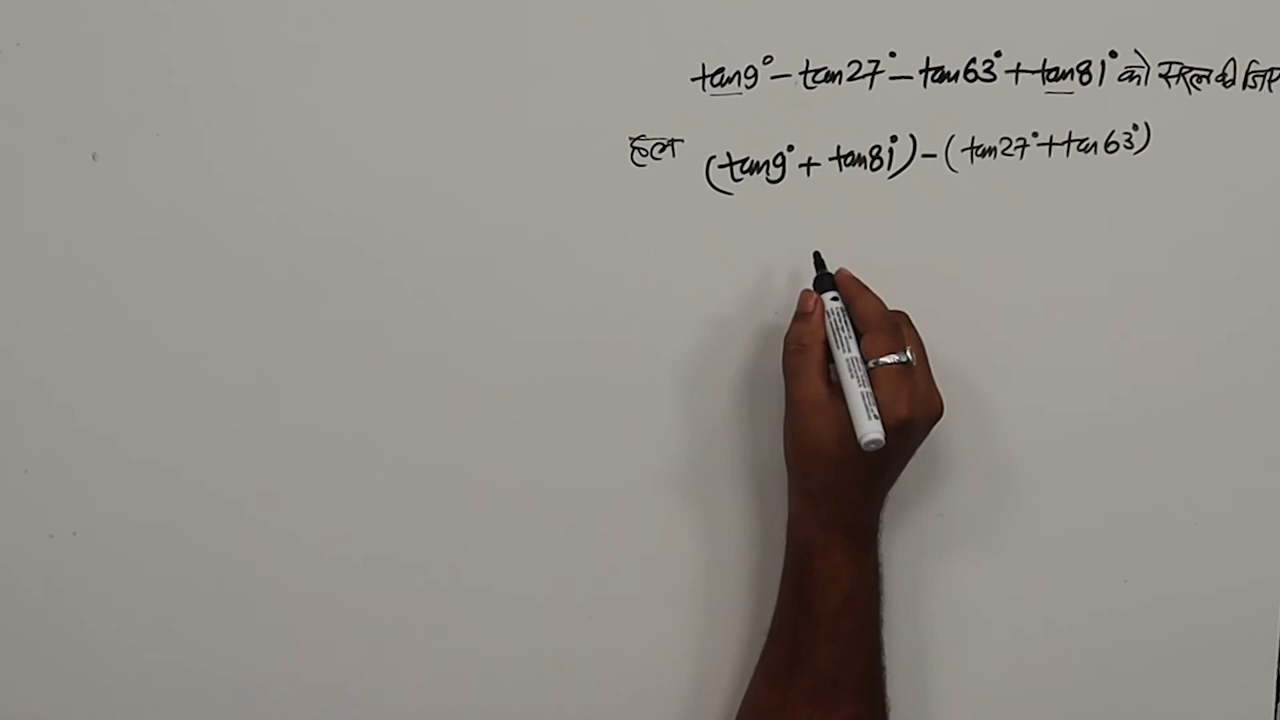 tan9° - tan27° - tan63° + tan81° को सरल कीजिए
हल (tan9° + tan81°) - (tan27° + tan63°)